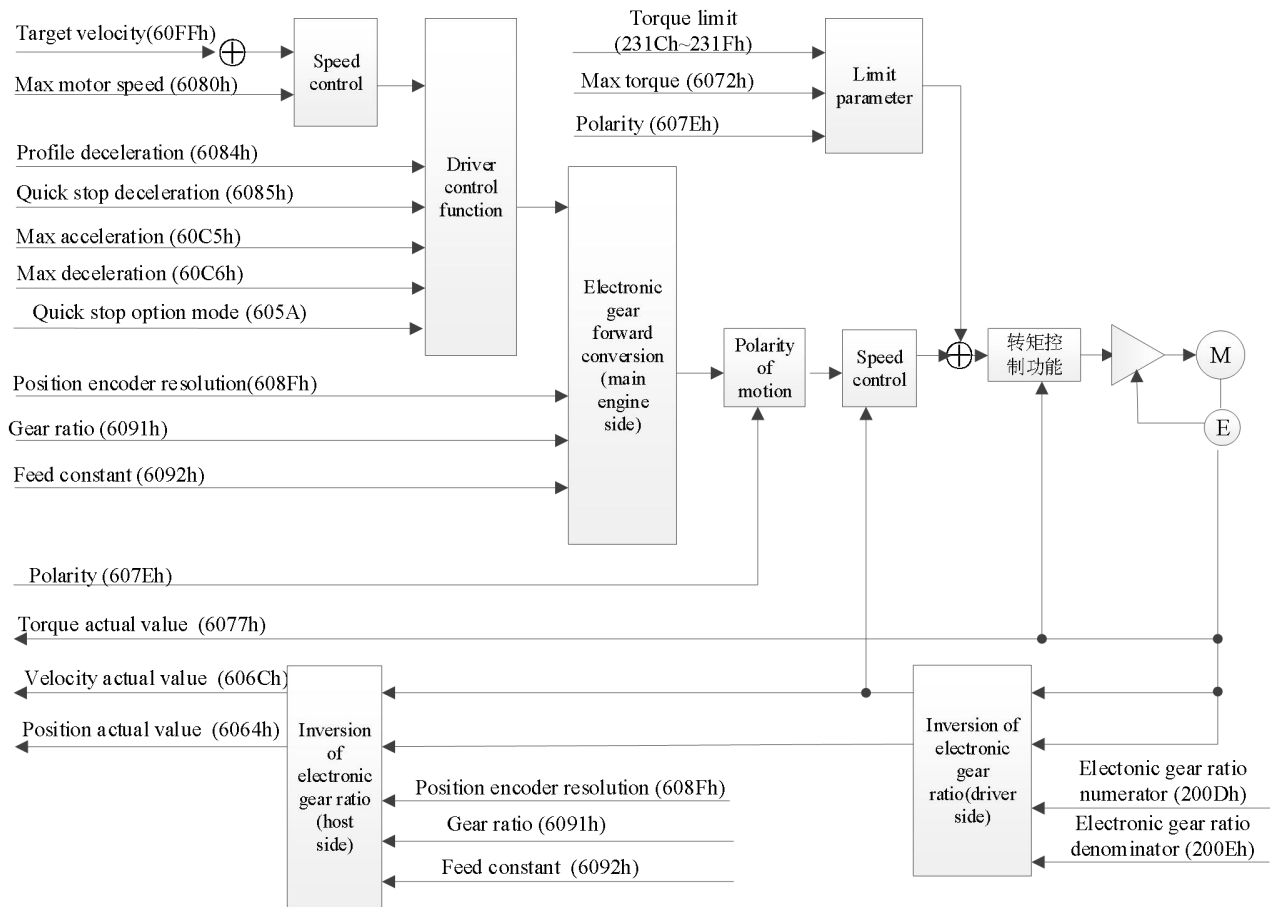 Target velocity(60FFh)
Max motor speed (6080h)
Speed
control
Torque limit
(231Ch~231Fh)
Max torque (6072h)
Polarity (607Eh)
Limit
parameter
Profile deceleration (6084h)
Quick stop deceleration (6085h)
Max acceleration (60C5h)
Max deceleration (60C6h)
Quick stop option mode (605A)
Driver
control
function
Position encoder resolution(608Fh)
Gear ratio (6091h)
Feed constant (6092h)
Electronic
gear
forward
conversion
(main
engine
side)
Polarity
of
motion
Speed
control
转矩控
制功能
M
E
Polarity (607Eh)
Torque actual value (6077h)
Velocity actual value (606Ch)
Position actual value (6064h)
Inversion
of
electronic
gear ratio
(host
side)
Position encoder resolution (608Fh)
Gear ratio (6091h)
Feed constant (6092h)
Inversion of
electronic
gear
ratio(driver
side)
Electonic gear ratio
numerator (200Dh)
Electronic gear ratio
denominator (200Eh)